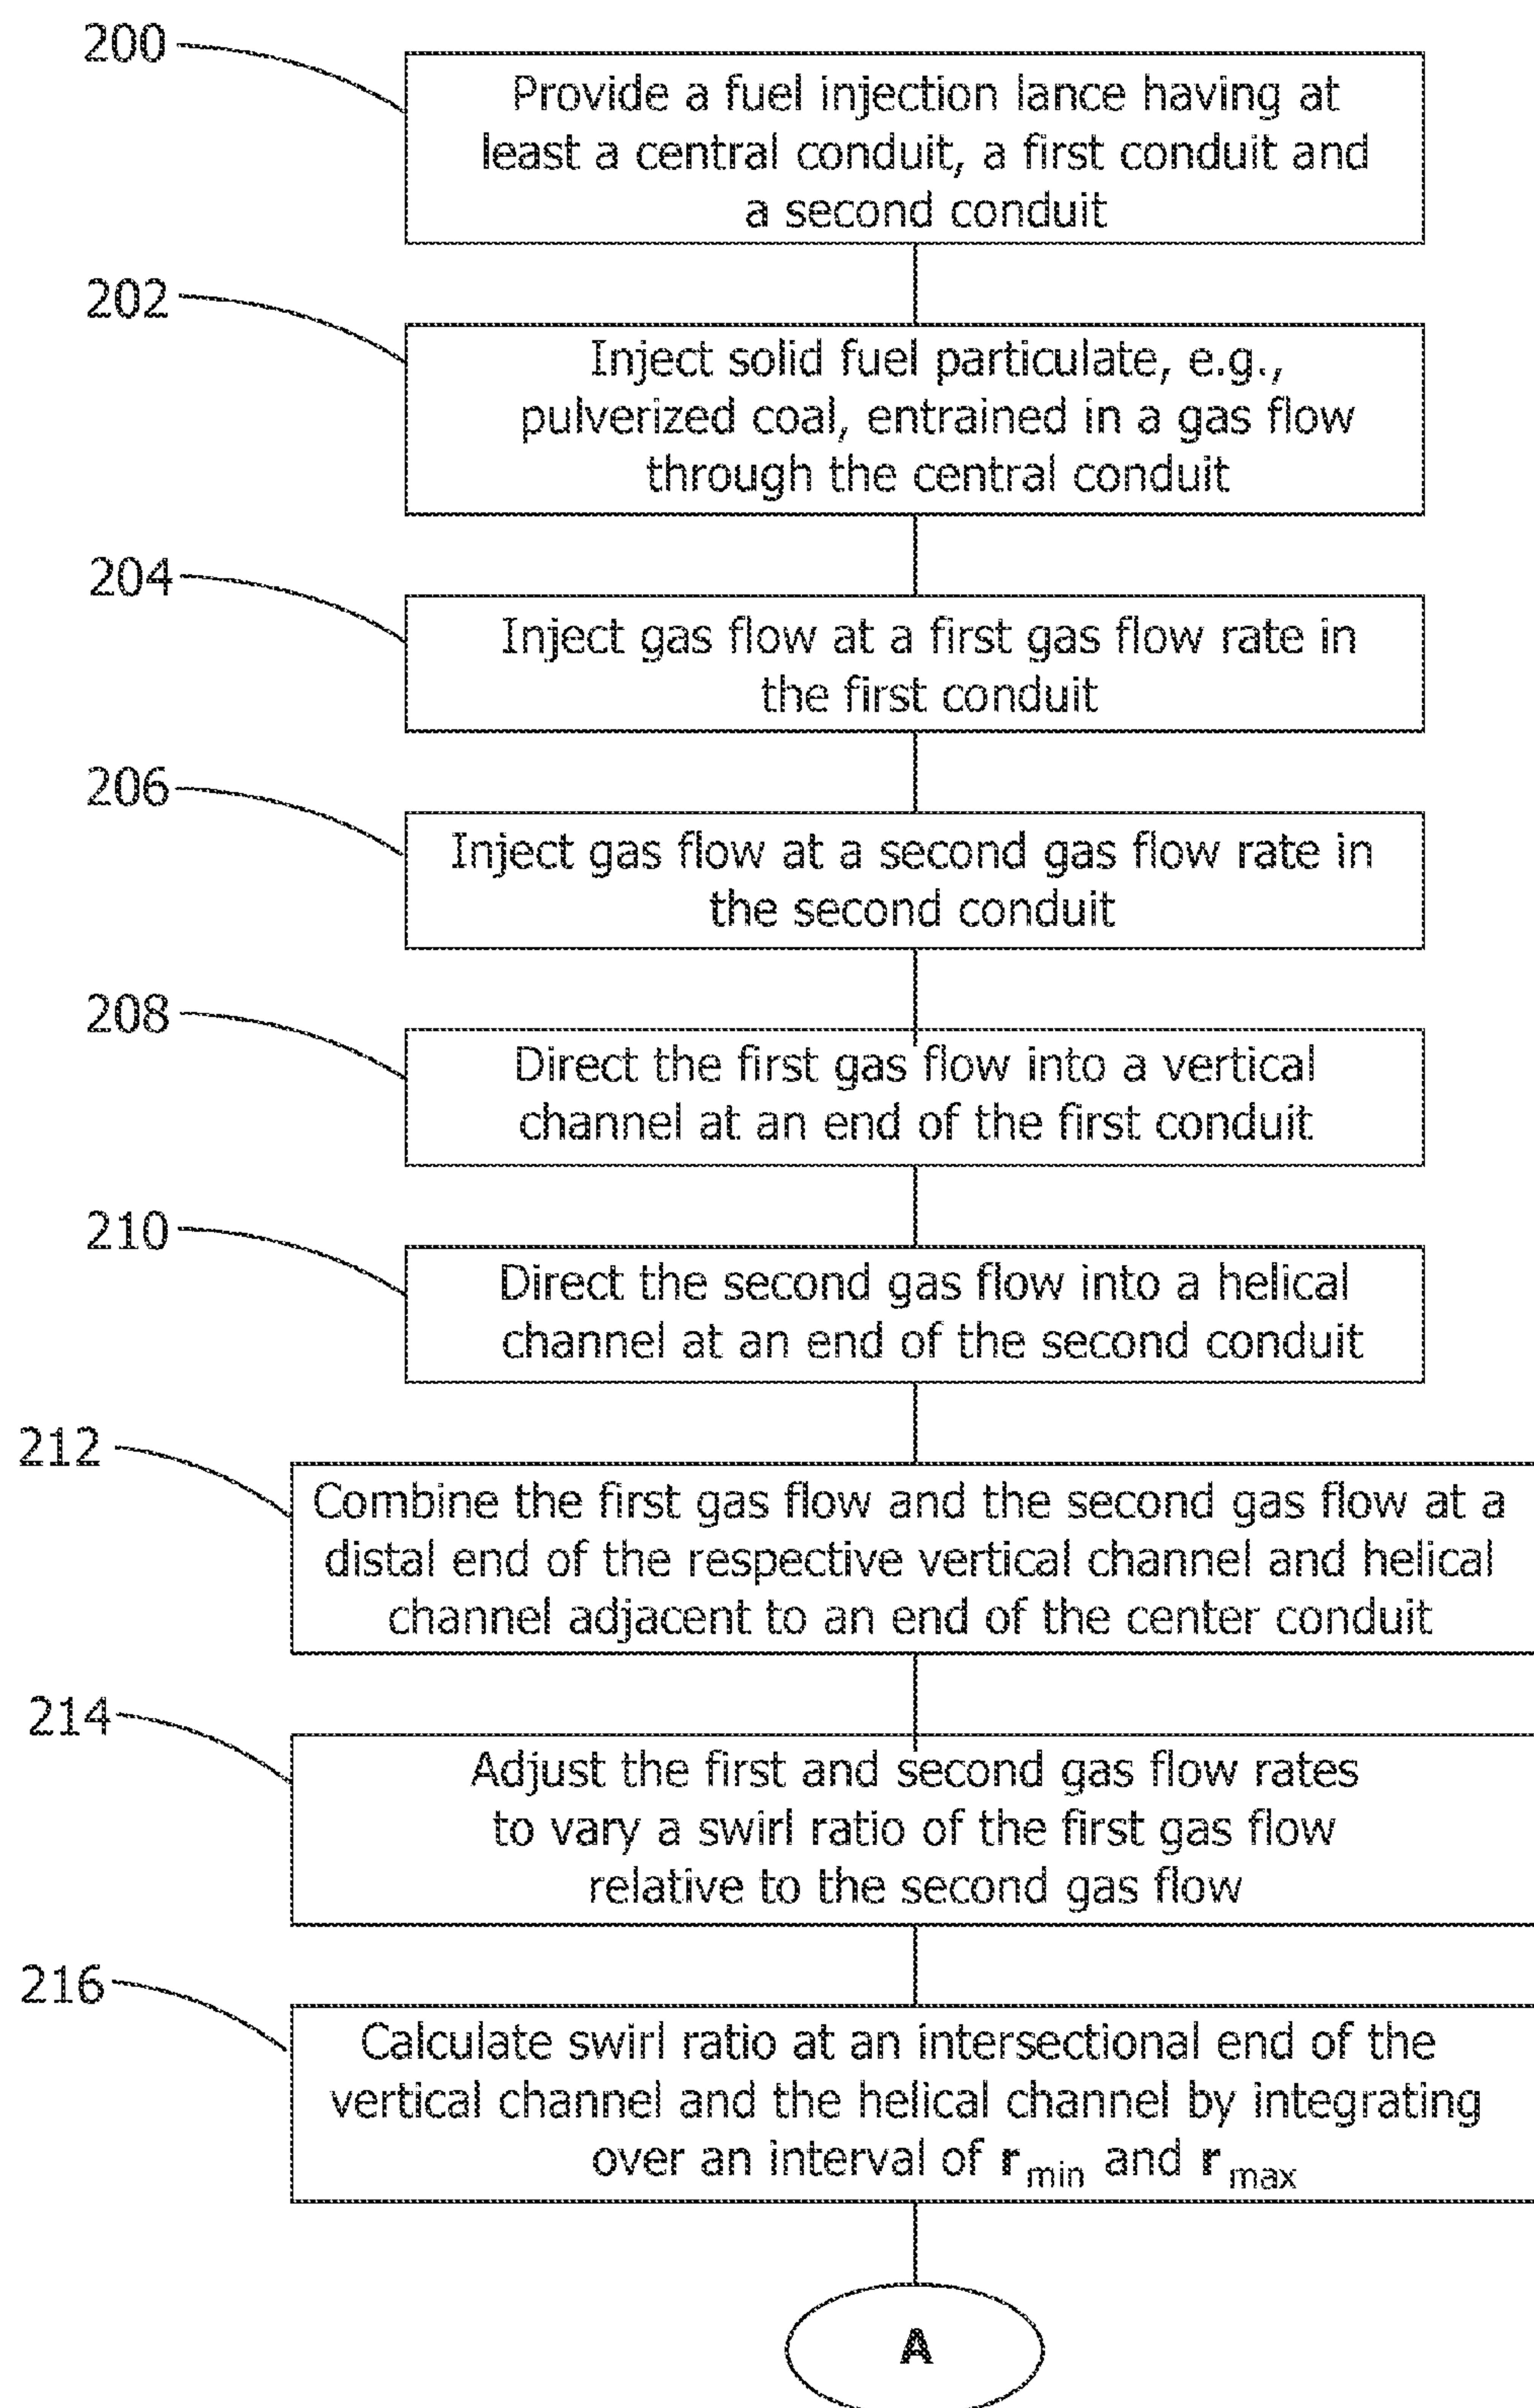 200
Provide a fuel injection lance having at
least a central conduit, a first conduit and
a second conduit
202
Inject solid fuel particulate, e.g.,
pulverized coal, entrained in a gas flow
through the central conduit
204
Inject gas flow at a first gas flow rate in
the first conduit
206
Inject gas flow at a second gas flow rate in
the second conduit
208
Direct the first gas flow into a vertical
channel at an end of the first conduit
210
Direct the second gas flow into a helical
channel at an end of the second conduit
212
Combine the first gas flow and the second gas flow at a
distal end of the respective vertical channel and helical
channel adjacent to an end of the center conduit
214
Adjust the first and second gas flow rates
to vary a swirl ratio of the first gas flow
relative to the second gas flow
216
Calculate swirl ratio at an intersectional end of the
vertical channel and the helical channel by integrating
over an interval of r min and r max
A